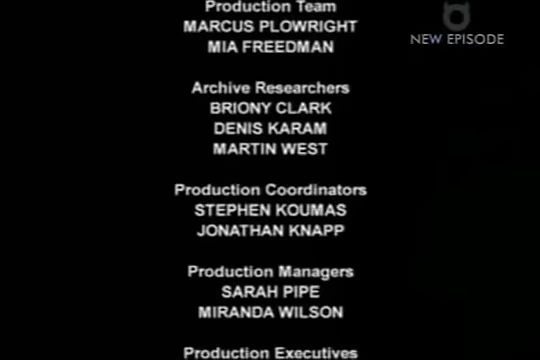 Production Team
MARCUS PLOWRIGHT
MIA FREEDMAN
NEW EPISODE
Archive Researchers
BRIONY CLARK
DENIS KARAM
MARTIN WEST
Production Coordinators
STEPHEN KOUMAS
JONATHAN KNAPP
Production Managers
SARAH PIPE
MIRANDA WILSON
Production Executives